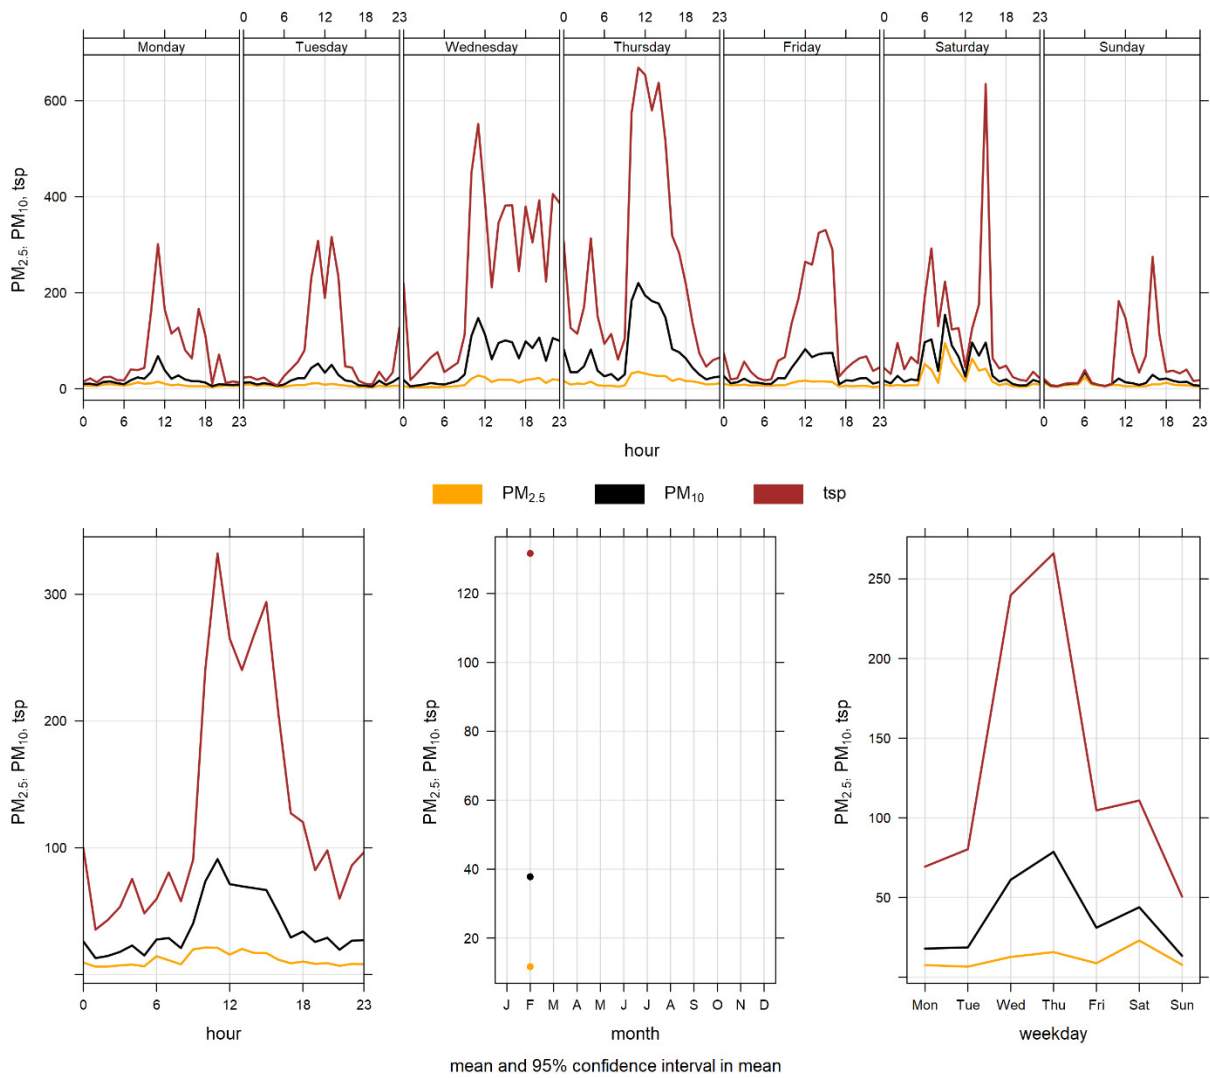 0 6 12 18 23 0 6 12 18 23 0 6 12 18 23
Monday Tuesday Wednesday Thursday Friday Saturday Sunday
PM2.5, PM10, tsp
600
400
200
0
0 6 12 18 23 0 6 12 18 23 0 6 12 18 23 0 6 12 18 23
hour
PM2.5 PM10 tsp
PM2.5, PM10, tsp
300
200
100
0 6 12 18 23
hour
PM2.5, PM10, tsp
120
100
80
60
40
20
J F M A M J J A S O N D
month
PM2.5, PM10, tsp
250
200
150
100
50
Mon Tue Wed Thu Fri Sat Sun
weekday
mean and 95% confidence interval in mean